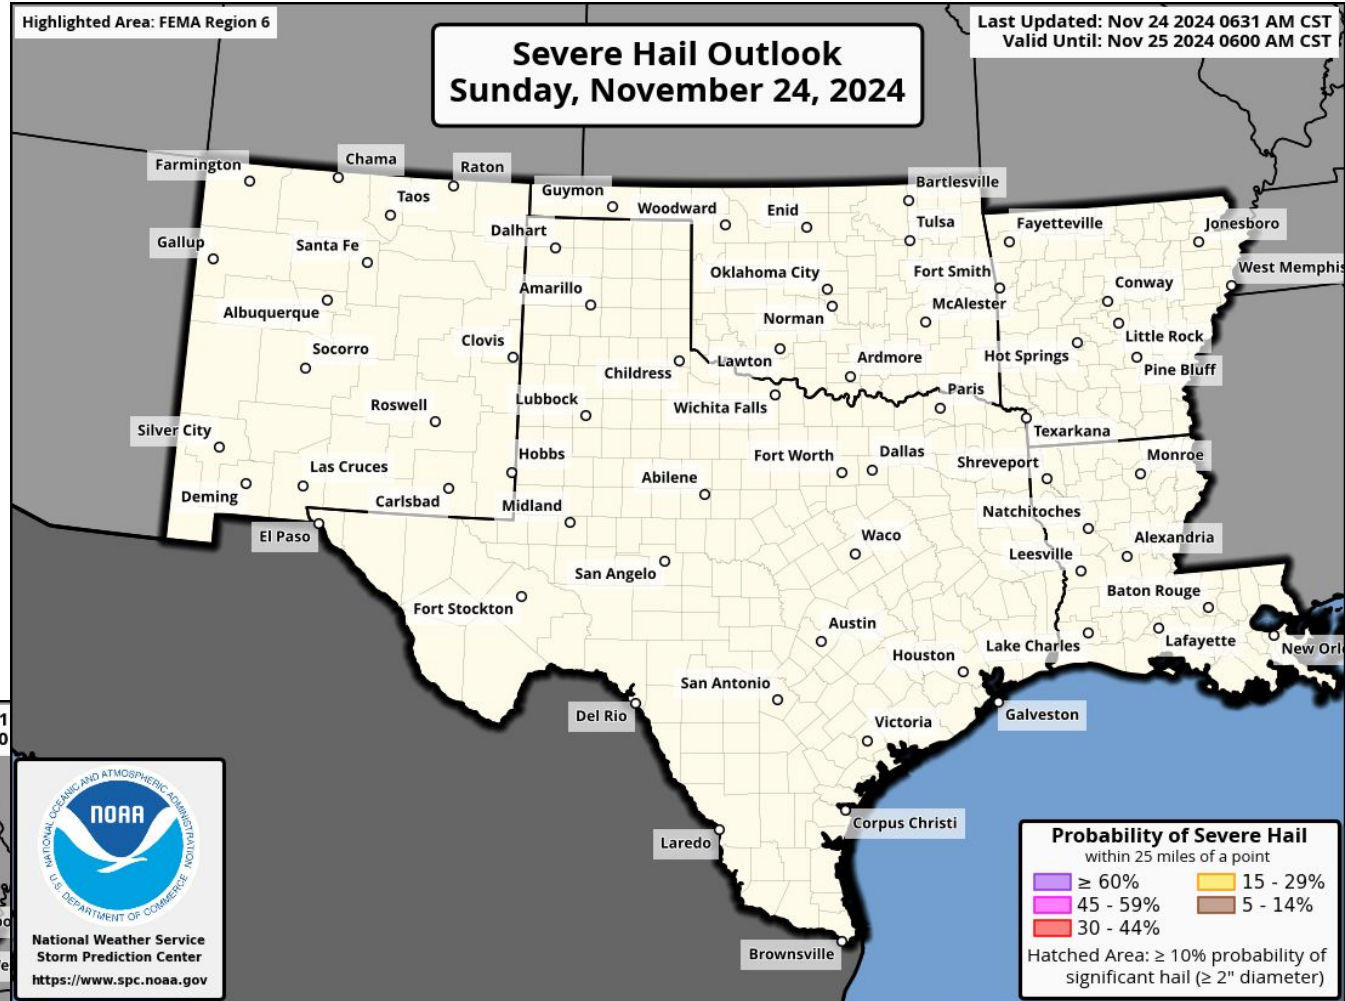 Highlighted Area: FEMA Region 6
Last Updated: Nov 24 2024 0631 AM CST
Valid Until: Nov 25 2024 0600 AM CST
Severe Hail Outlook
Sunday, November 24, 2024
Farmington
Chama
Raton
Taos
Guymon
Woodward
Enid
Bartlesville
Gallup
Santa Fe
Dalhart
Tulsa
Fayetteville
Jonesboro
Amarillo
Oklahoma City
Fort Smith
Conway
West Memphis
Albuquerque
Norman
McAlester
Little Rock
Socorro
Clovis
Childress
Lawton
Ardmore
Hot Springs
Pine Bluff
Roswell
Lubbock
Wichita Falls
Paris
Texarkana
Silver City
Las Cruces
Hobbs
Abilene
Fort Worth
Dallas
Shreveport
Monroe
Deming
Carlsbad
Midland
Natchitoches
El Paso
Waco
Alexandria
San Angelo
Leesville
Fort Stockton
Baton Rouge
Austin
Houston
Lake Charles
Lafayette
New Orl
San Antonio
Del Rio
Victoria
Galveston
Laredo
Corpus Christi
Brownsville
NATIONAL OCEANIC AND ATMOSPHERIC ADMINISTRATION
NOAA
U.S. DEPARTMENT OF COMMERCE
National Weather Service
Storm Prediction Center
https://www.spc.noaa.gov
Probability of Severe Hail
within 25 miles of a point
≥ 60%
15 - 29%
45 - 59%
5 - 14%
30 - 44%
Hatched Area: ≥ 10% probability of
significant hail (≥ 2" diameter)